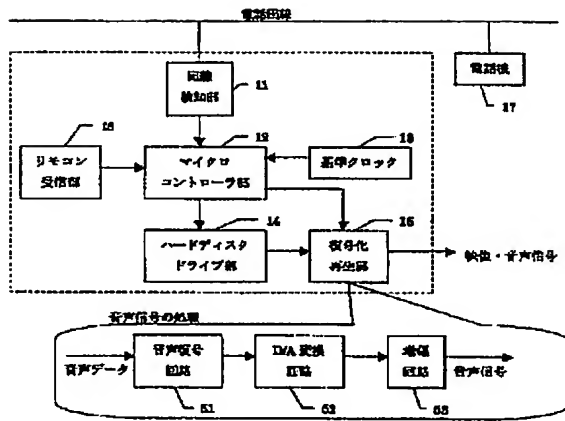 電話回線
回線
検知部
11
電話機
17
16
リモコン
受信部
12
マイクロ
コントローラ部
13
基準クロック
14
ハードディスク
ドライブ部
15
復号化
再生部
映像・音声信号
音声信号の処理
音声データ
音声復号
回路
51
D/A 変換
回路
52
増幅
回路
53
音声信号